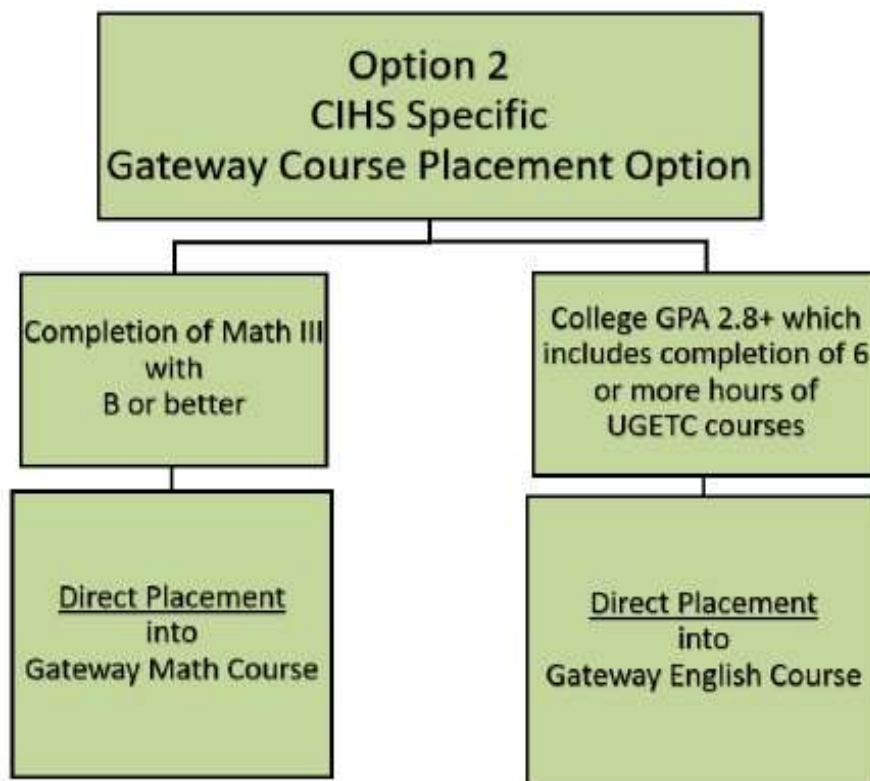 Option 2
CIHS Specific
Gateway Course Placement Option
Completion of Math III
with
B or better
College GPA 2.8+ which
includes completion of 6
or more hours of
UGETC courses
Direct Placement
into
Gateway Math Course
Direct Placement
into
Gateway English Course